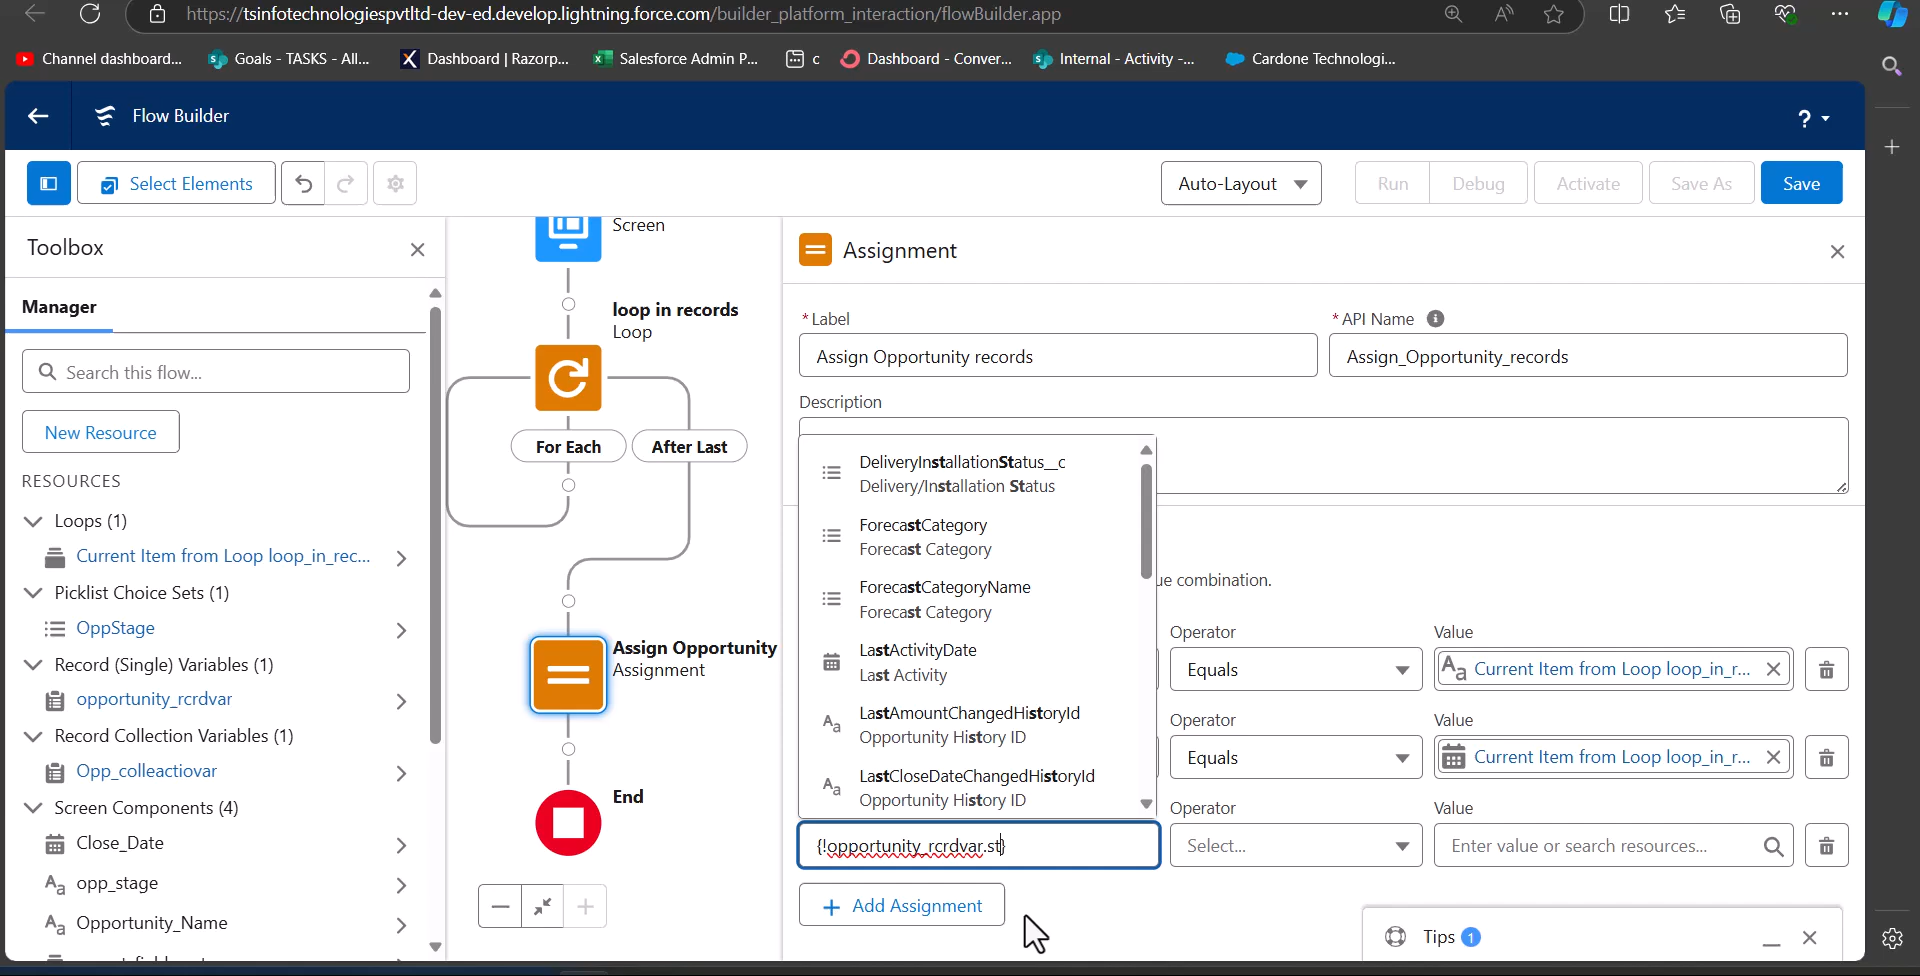 https://tsinfotechnologiespvtltd-dev-ed.develop.lightning.force.com/builder_platform_interaction/flowBuilder.app
Channel dashboard...
Goals - TASKS - All...
Dashboard | Razorp...
Salesforce Admin P...
c
Dashboard - Conver...
Internal - Activity -...
Cardone Technologi...
Flow Builder
?
Select Elements
Auto-Layout
Run
Debug
Activate
Save As
Save
Toolbox
Manager
Search this flow...
New Resource
RESOURCES
Loops (1)
Current Item from Loop loop_in_rec...
Picklist Choice Sets (1)
OppStage
Record (Single) Variables (1)
opportunity_rcrdvar
Record Collection Variables (1)
Opp_colleactiovar
Screen Components (4)
Close_Date
opp_stage
Opportunity_Name
Screen
loop in records
Loop
For Each
After Last
Assign Opportunity
Assignment
End
Assignment
* Label
Assign Opportunity records
* API Name
Assign_Opportunity_records
Description
DeliveryInstallationStatus__c
Delivery/Installation Status
ForecastCategory
Forecast Category
ForecastCategoryName
Forecast Category
LastActivityDate
Last Activity
LastAmountChangedHistoryId
Opportunity History ID
LastCloseDateChangedHistoryId
Opportunity History ID
ue combination.
Operator
Value
Equals
Current Item from Loop loop_in_r...
Operator
Value
Equals
Current Item from Loop loop_in_r...
Operator
Value
{!opportunity_rcrdvar.st}
Select...
Enter value or search resources...
+ Add Assignment
Tips 1